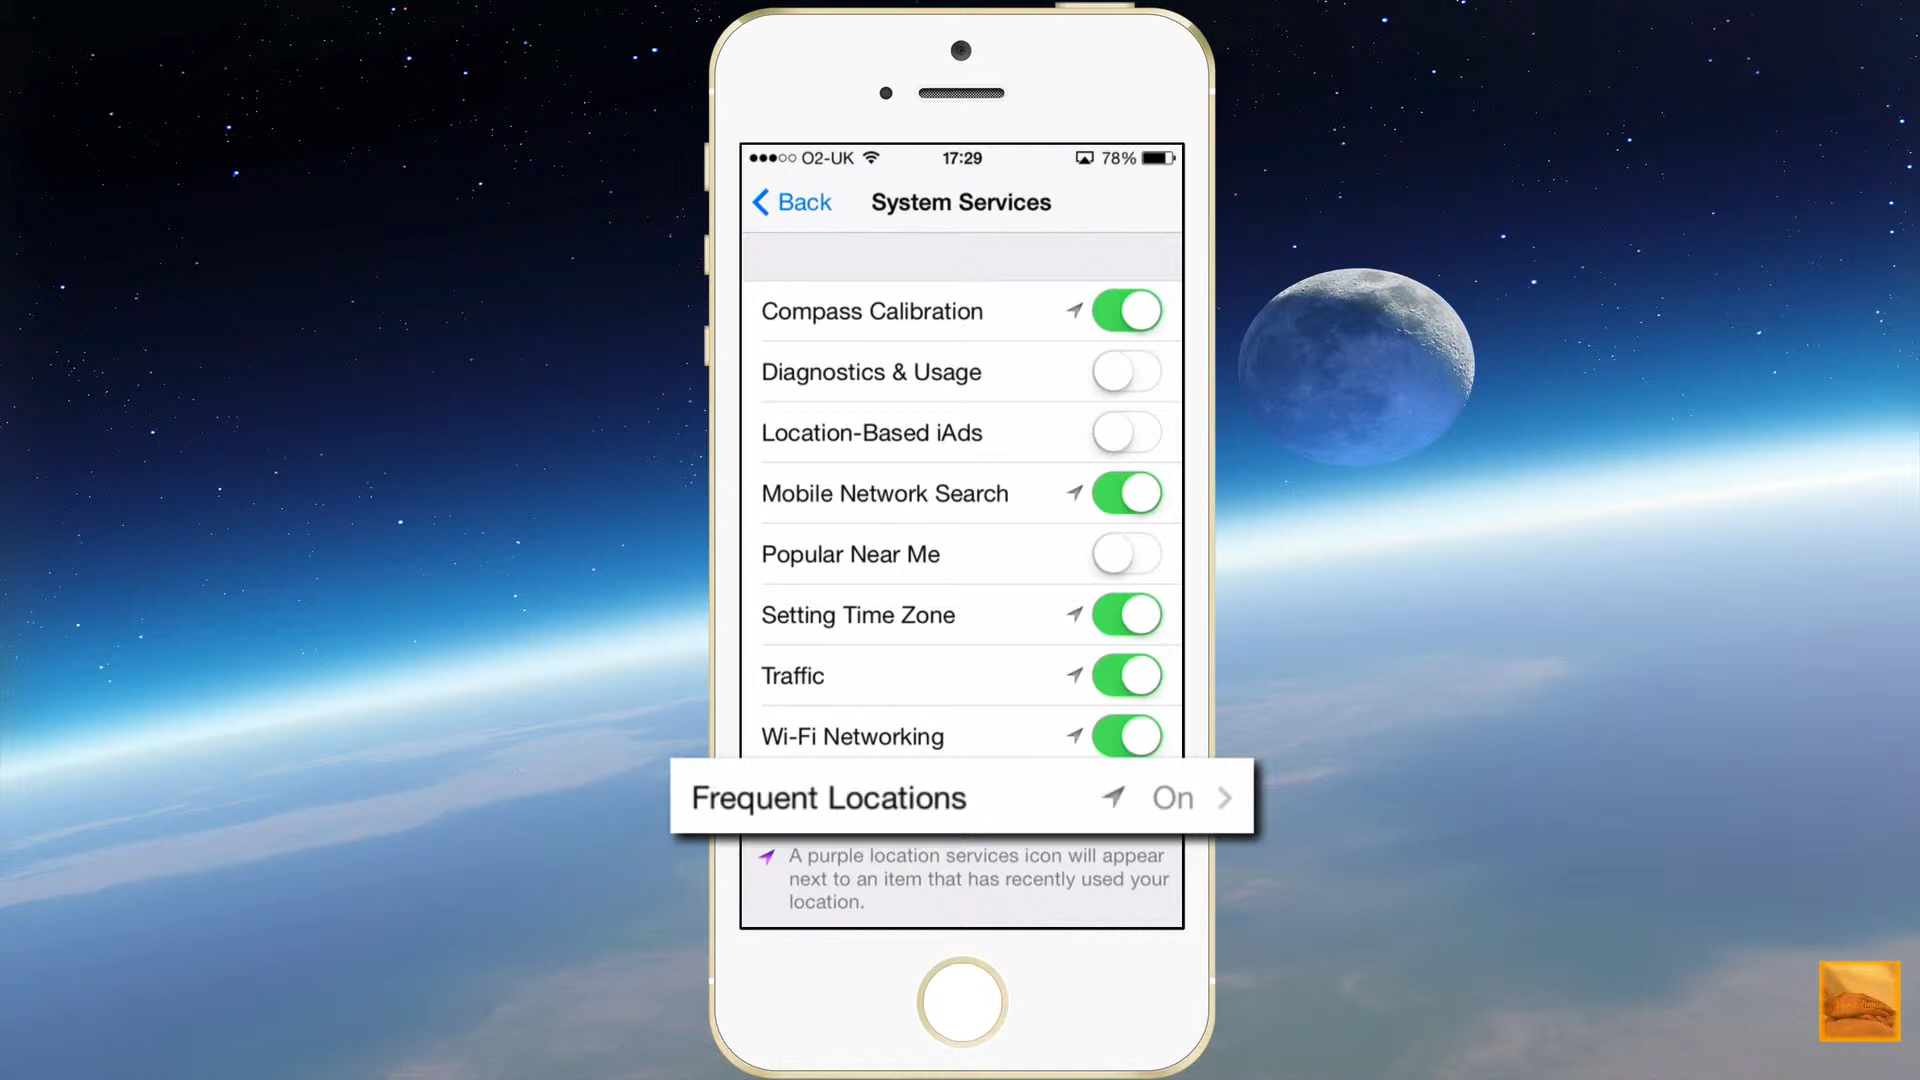 O2-UK 17:29 78%
Back System Services
Compass Calibration
Diagnostics & Usage
Location-Based iAds
Mobile Network Search
Popular Near Me
Setting Time Zone
Traffic
Wi-Fi Networking
Frequent Locations On
A purple location services icon will appear
next to an item that has recently used your
location.